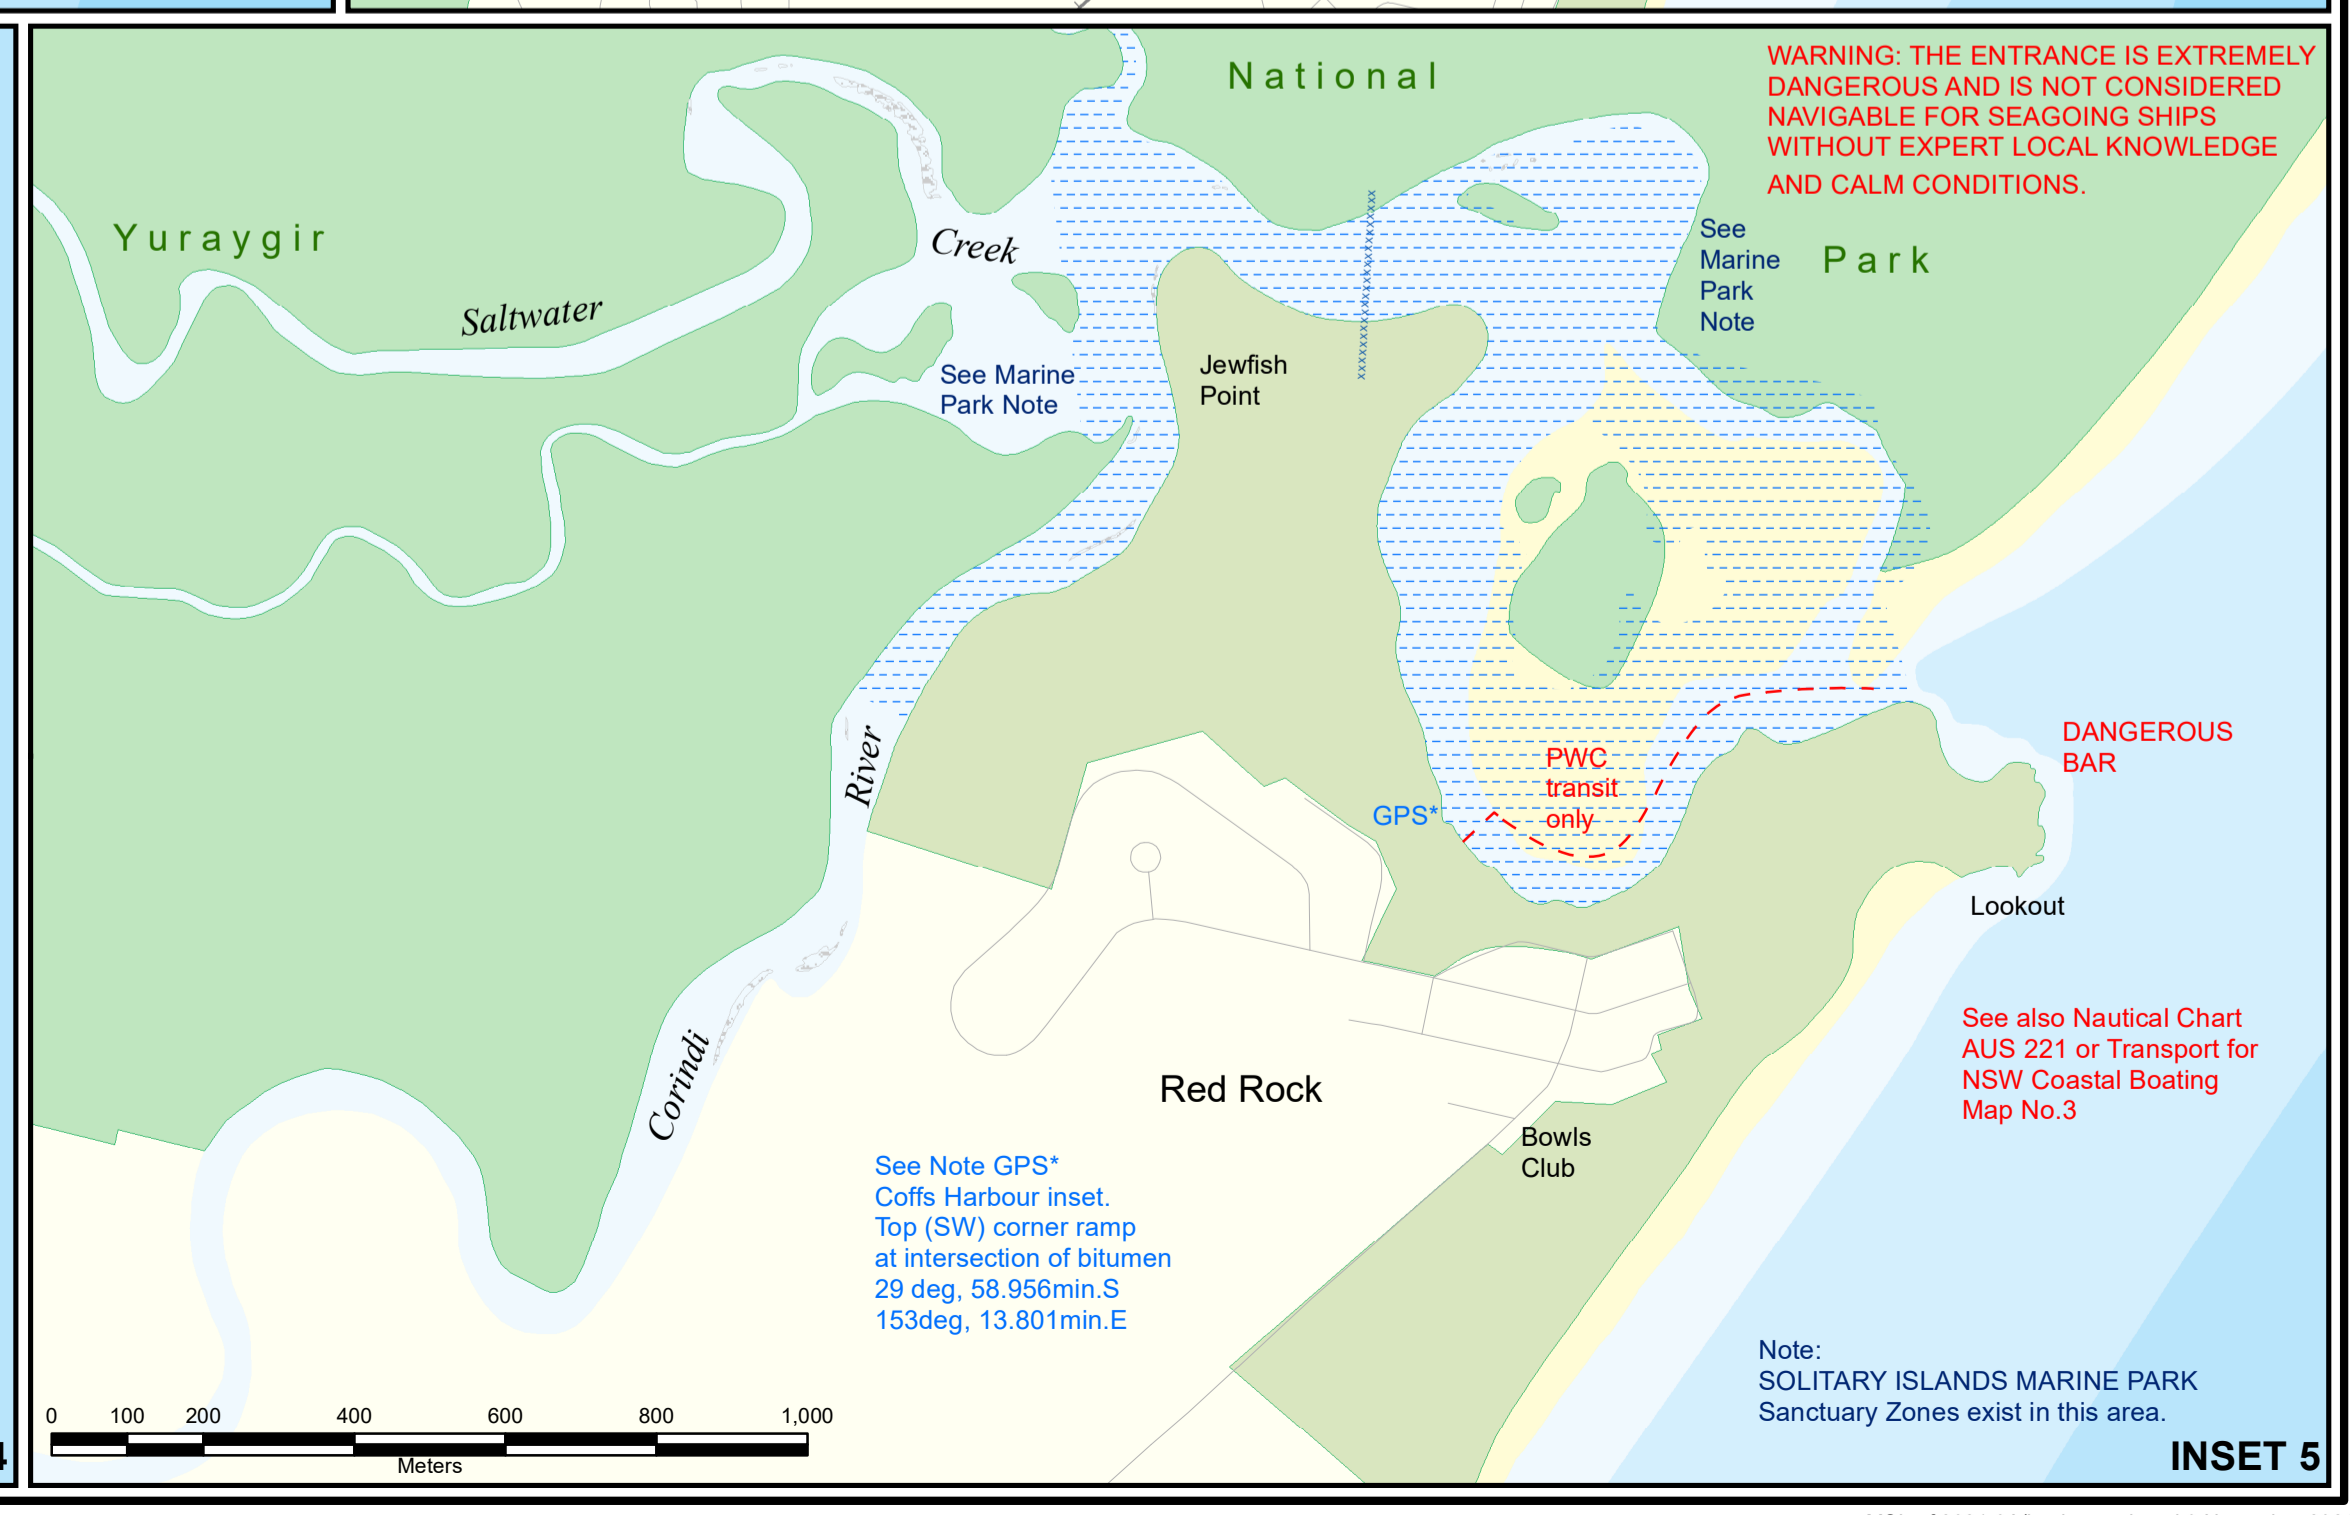 National
WARNING: THE ENTRANCE IS EXTREMELY
DANGEROUS AND IS NOT CONSIDERED
NAVIGABLE FOR SEAGOING SHIPS
WITHOUT EXPERT LOCAL KNOWLEDGE
AND CALM CONDITIONS.
Yuraygir
Creek
See
Marine
Park
Note
Park
Saltwater
See Marine
Park Note
Jewfish
Point
River
PWC
transit
only
GPS*
DANGEROUS
BAR
Lookout
Corindi
Red Rock
See also Nautical Chart
AUS 221 or Transport for
NSW Coastal Boating
Map No.3
Bowls
Club
See Note GPS*
Coffs Harbour inset.
Top (SW) corner ramp
at intersection of bitumen
29 deg, 58.956min.S
153deg, 13.801min.E
Note:
SOLITARY ISLANDS MARINE PARK
Sanctuary Zones exist in this area.
0 100 200 400 600 800 1,000
Meters
INSET 5